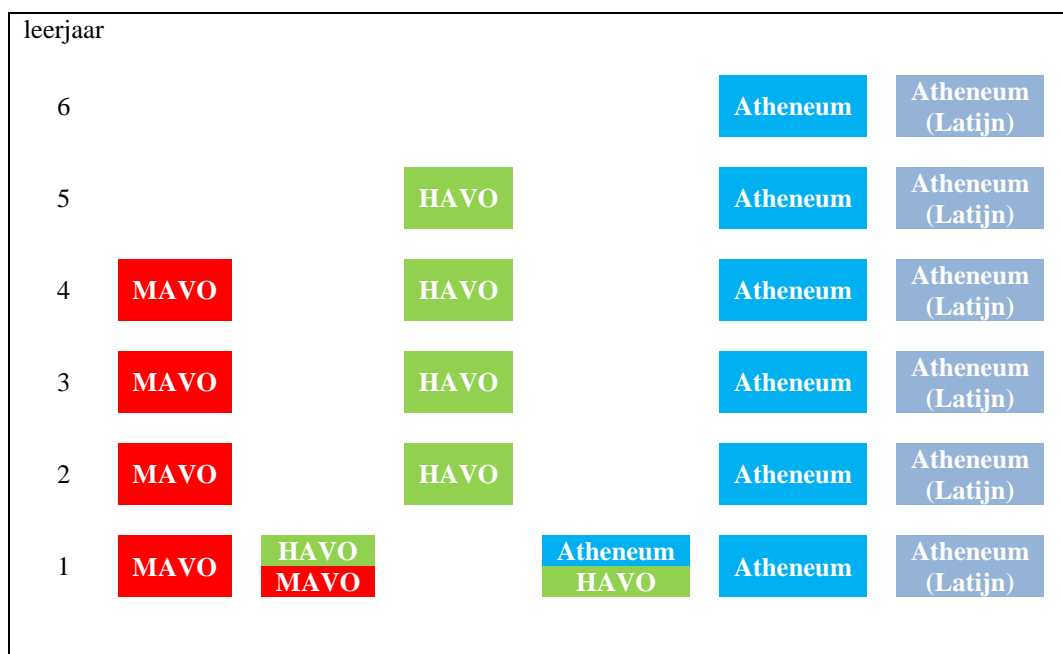 leerjaar
6 Atheneum Atheneum
(Latijn)
5 HAVO Atheneum Atheneum
(Latijn)
4 MAVO HAVO Atheneum Atheneum
(Latijn)
3 MAVO HAVO Atheneum Atheneum
(Latijn)
2 MAVO HAVO Atheneum Atheneum
(Latijn)
1 MAVO HAVO
MAVO Atheneum
HAVO Atheneum Atheneum
(Latijn)